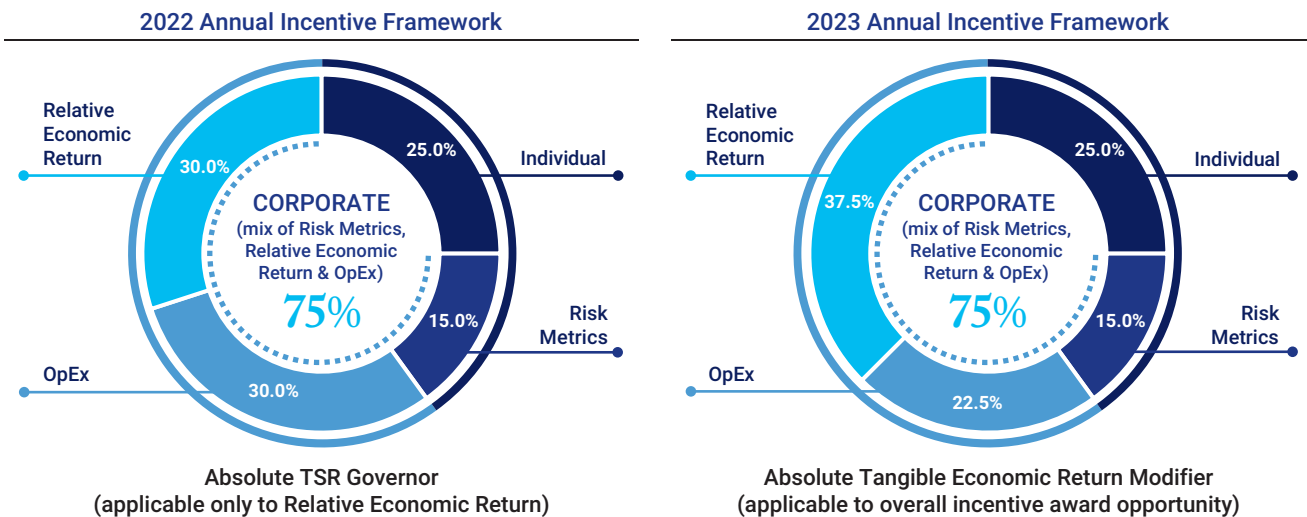 2022 Annual Incentive Framework
Relative
Economic
Return
30.0%
25.0%
Individual
CORPORATE
(mix of Risk Metrics,
Relative Economic
Return & OpEx)
75%
15.0%
Risk
Metrics
OpEx
30.0%
Absolute TSR Governor
(applicable only to Relative Economic Return)
2023 Annual Incentive Framework
Relative
Economic
Return
37.5%
25.0%
Individual
CORPORATE
(mix of Risk Metrics,
Relative Economic
Return & OpEx)
75%
15.0%
Risk
Metrics
OpEx
22.5%
Absolute Tangible Economic Return Modifier
(applicable to overall incentive award opportunity)